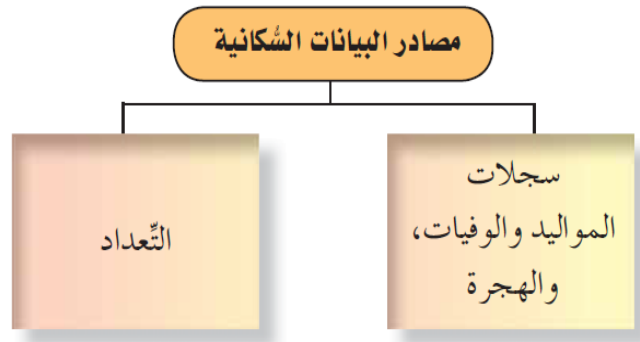 مصادر البيانات السُّكانية
سجلات
المواليد والوفيات،
والهجرة
التِّعداد